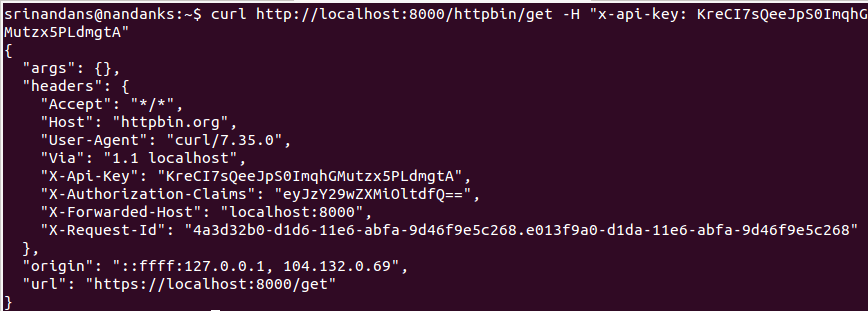 srinandans@nandanks:~$ curl http://localhost:8000/httpbin/get -H "x-api-key: KreCI7sQeeJpS0ImqhG
Mutzx5PLdmgtA"
{
  "args": {},
  "headers": {
    "Accept": "*/*",
    "Host": "httpbin.org",
    "User-Agent": "curl/7.35.0",
    "Via": "1.1 localhost",
    "X-Api-Key": "KreCI7sQeeJpS0ImqhGMutzx5PLdmgtA",
    "X-Authorization-Claims": "eyJzY29wZXMiOltdfQ==",
    "X-Forwarded-Host": "localhost:8000",
    "X-Request-Id": "4a3d32b0-d1d6-11e6-abfa-9d46f9e5c268.e013f9a0-d1da-11e6-abfa-9d46f9e5c268"
  },
  "origin": "::ffff:127.0.0.1, 104.132.0.69",
  "url": "https://localhost:8000/get"
}